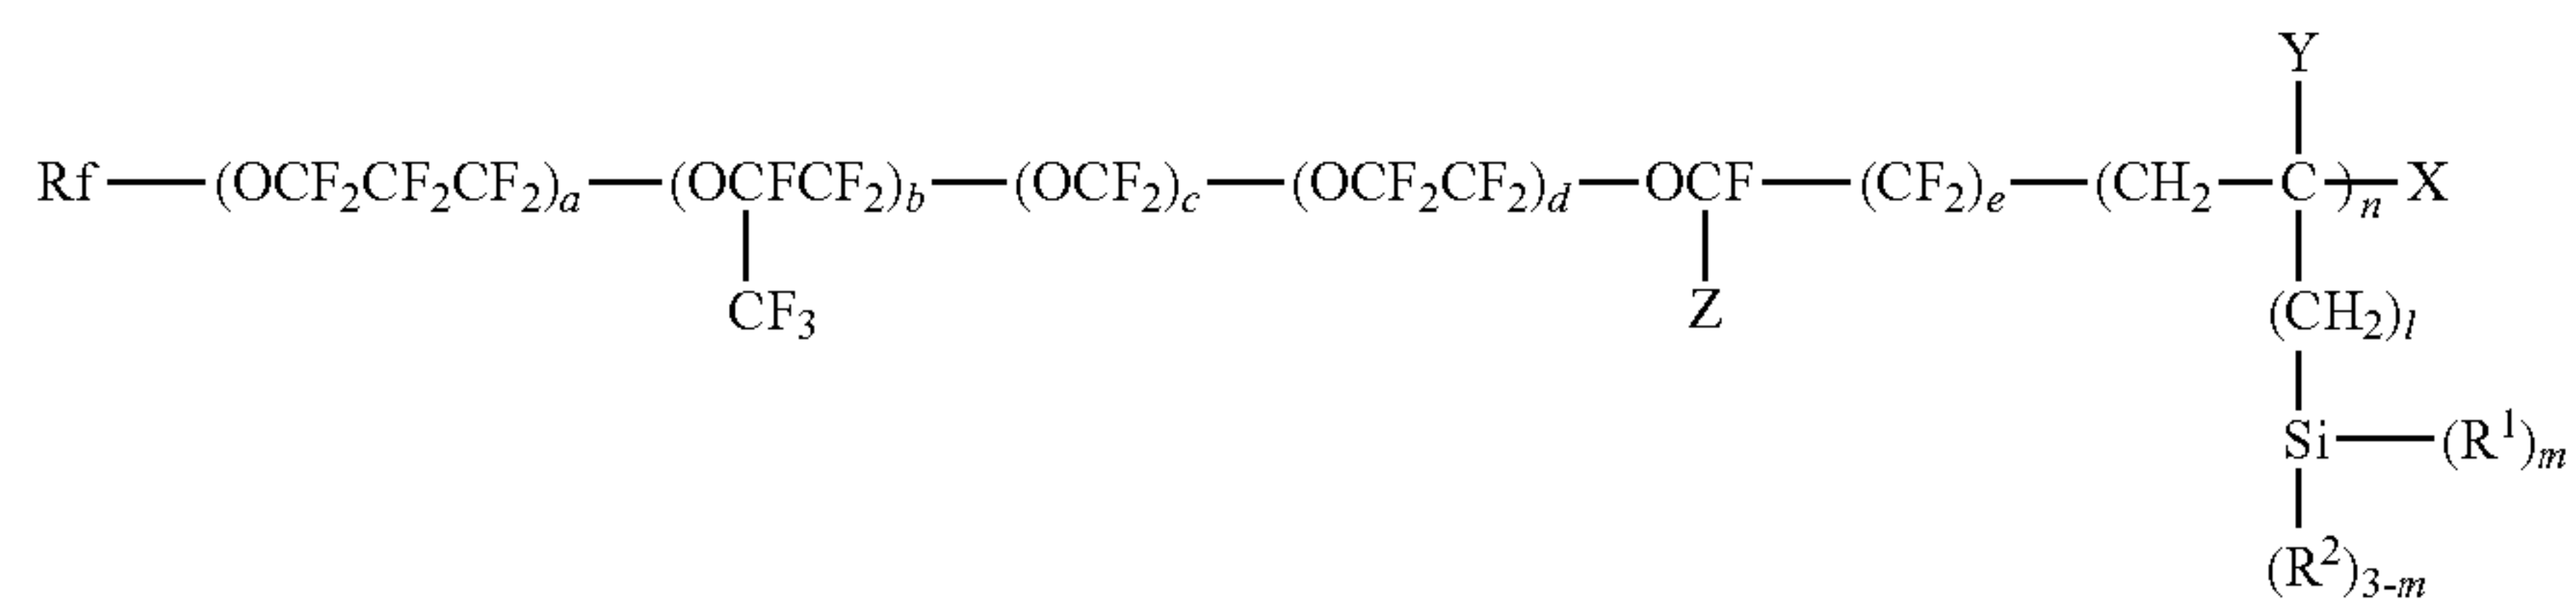 Y
Rf—(OCF₂CF₂CF₂)ₐ—(OCFCF₂)b—(OCF₂)c—(OCF₂CF₂)d—OCF—(CF₂)ₑ—(CH₂—C)ₙ—X
CF₃ Z (CH₂)l
Si—(R¹)ₘ
(R²)₃₋ₘ